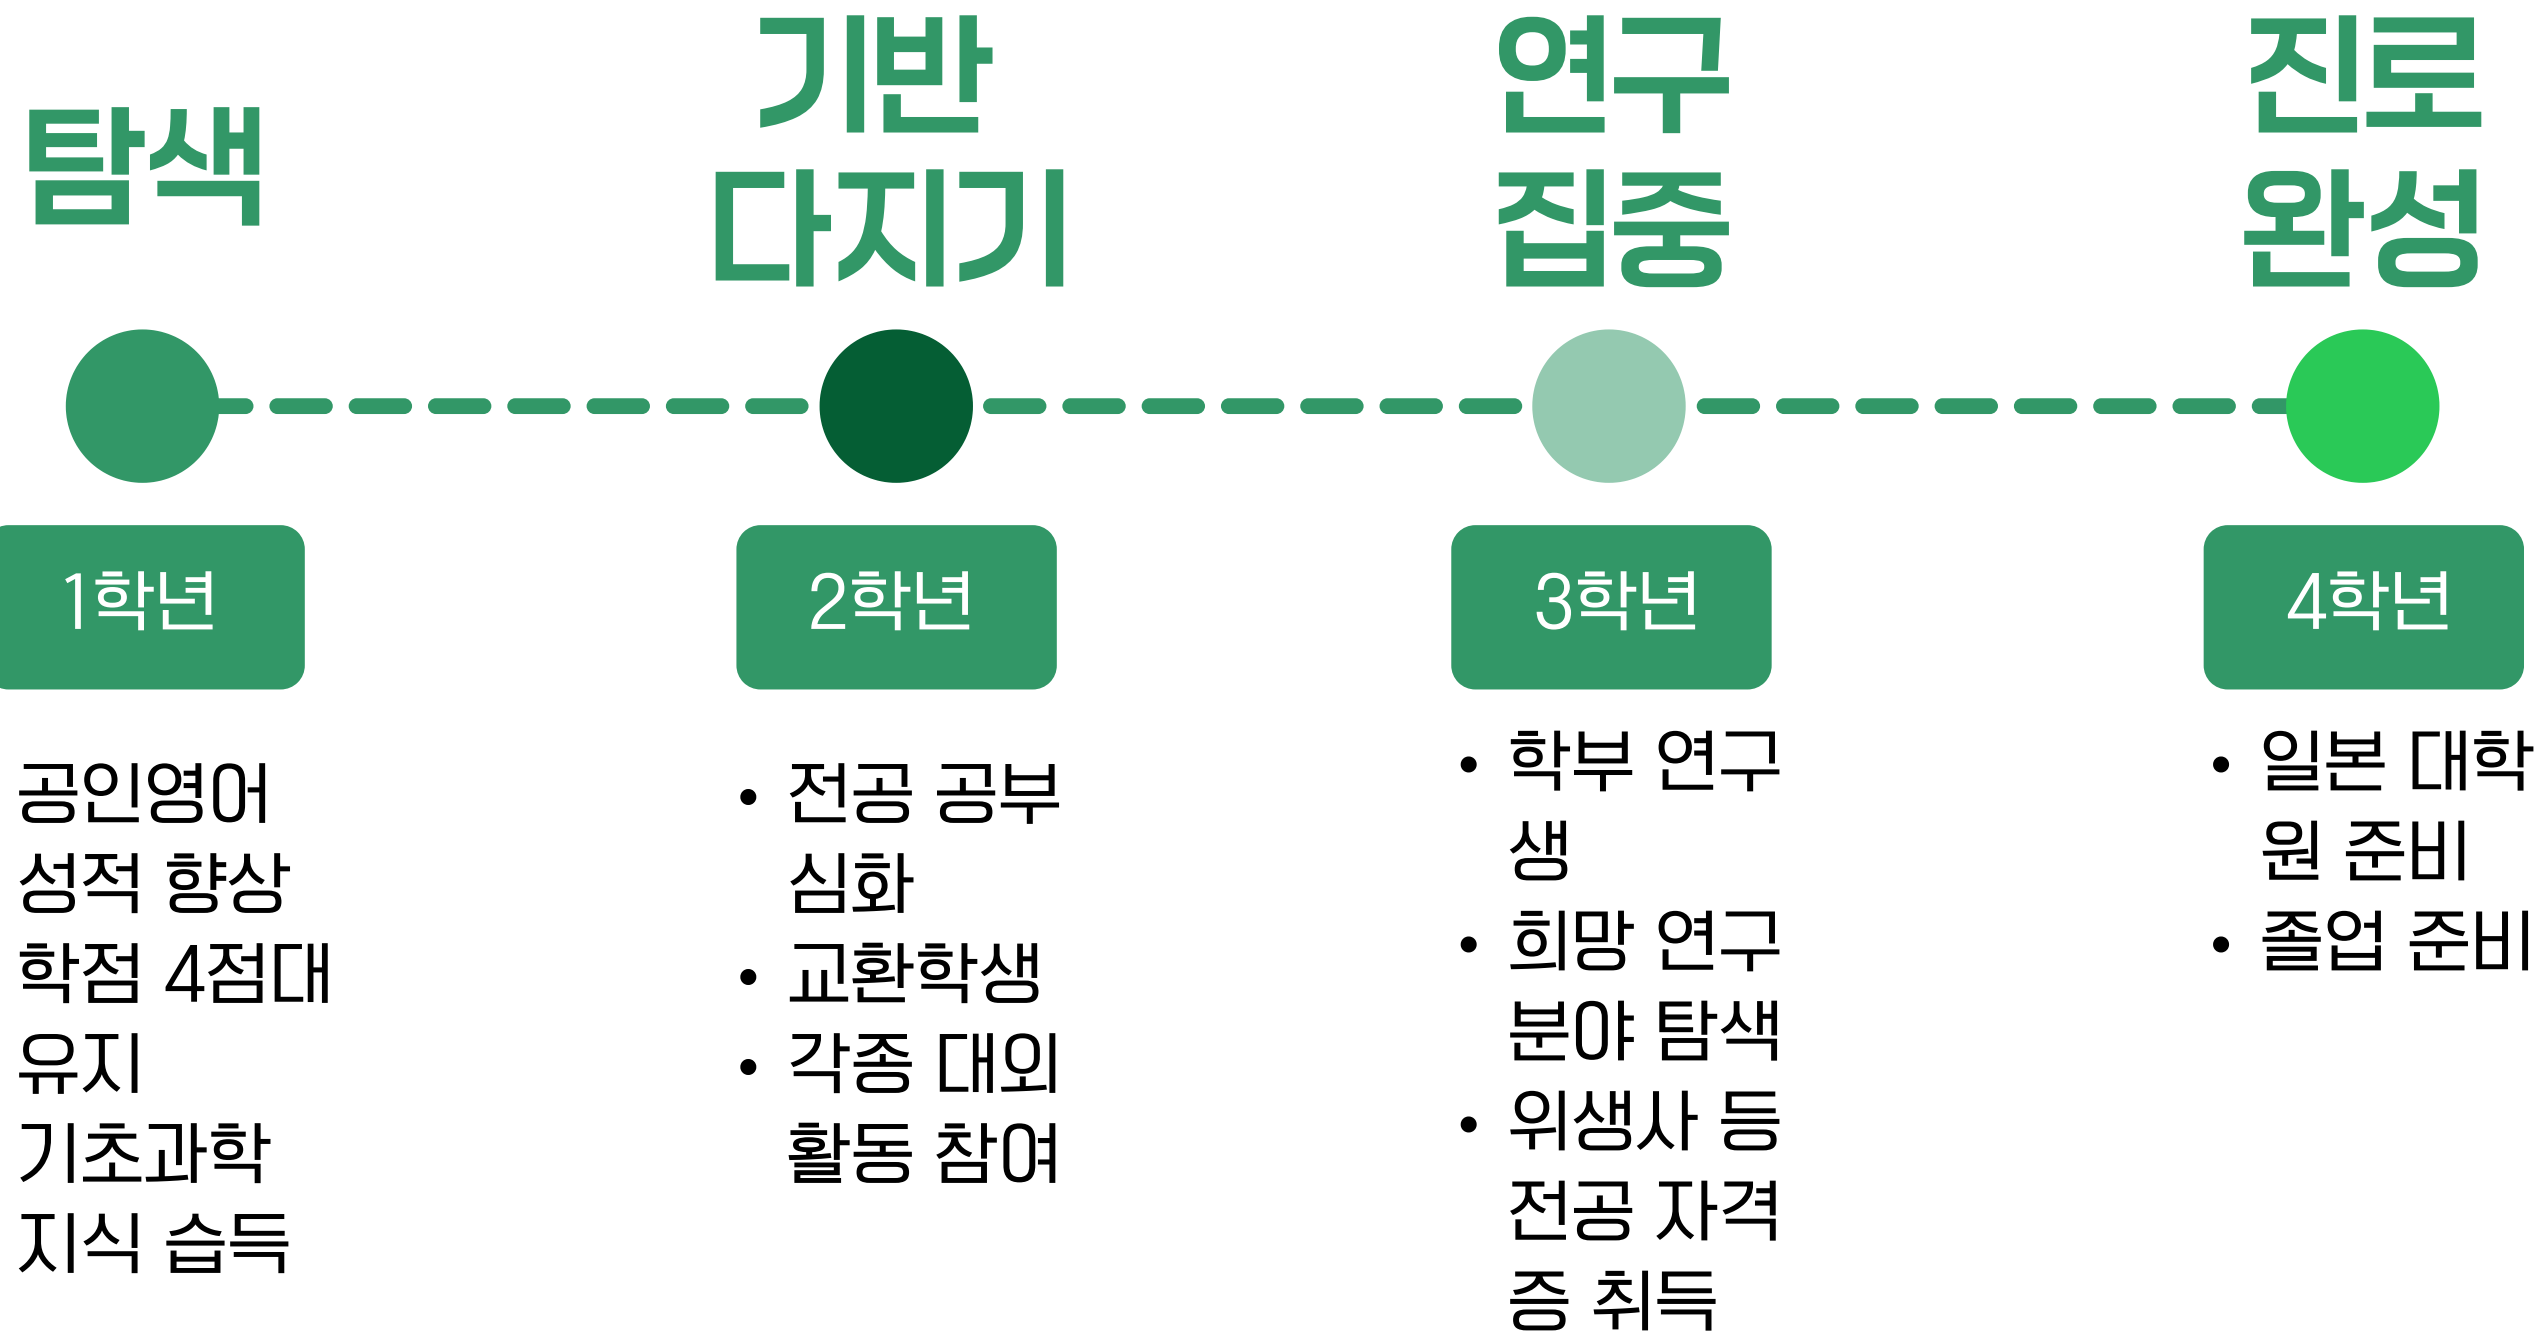 탐색
기반
다지기
연구
집중
진로
완성
1학년
2학년
3학년
4학년
공인영어
성적 향상
학점 4점대
유지
기초과학
지식 습득
• 전공 공부
심화
• 교환학생
• 각종 대외
활동 참여
• 학부 연구
생
• 희망 연구
분야 탐색
• 위생사 등
전공 자격
증 취득
• 일본 대학
원 준비
• 졸업 준비